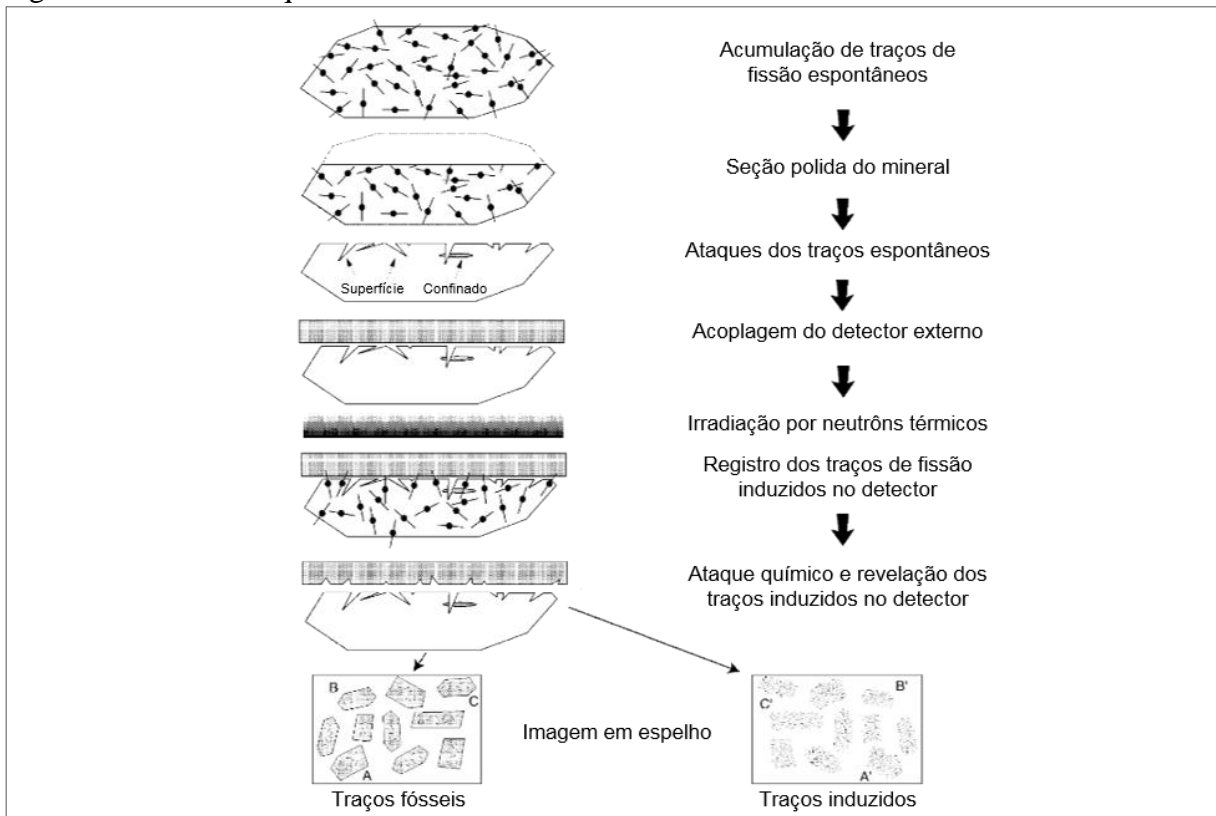 Acumulação de traços de
fissão espontâneos
Seção polida do mineral
Ataques dos traços espontâneos
Superfície Confinado
Acoplagem do detector externo
Irradiação por neutrôns térmicos
Registro dos traços de fissão
induzidos no detector
Ataque químico e revelação dos
traços induzidos no detector
B
C
A
Imagem em espelho
B'
C'
A'
Traços fósseis
Traços induzidos